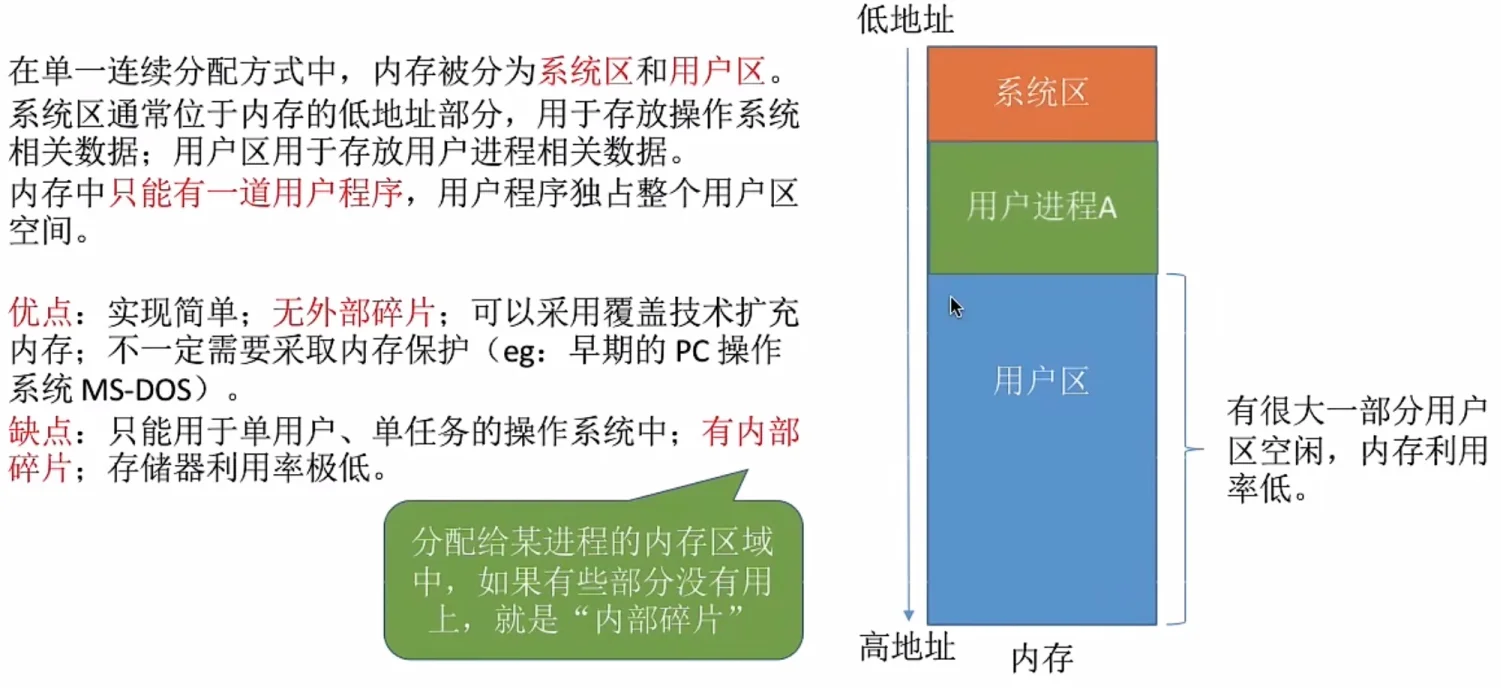 在单一连续分配方式中，内存被分为系统区和用户区。
系统区通常位于内存的低地址部分，用于存放操作系统
相关数据；用户区用于存放用户进程相关数据。
内存中只能有一道用户程序，用户程序独占整个用户区
空间。
优点：实现简单；无外部碎片；可以采用覆盖技术扩充
内存；不一定需要采取内存保护（eg：早期的 PC 操作
系统 MS-DOS）。
缺点：只能用于单用户、单任务的操作系统中；有内部
碎片；存储器利用率极低。
分配给某进程的内存区域
中，如果有些部分没有用
上，就是“内部碎片”
低地址
系统区
用户进程A
用户区
高地址
内存
有很大一部分用户
区空闲，内存利用
率低。